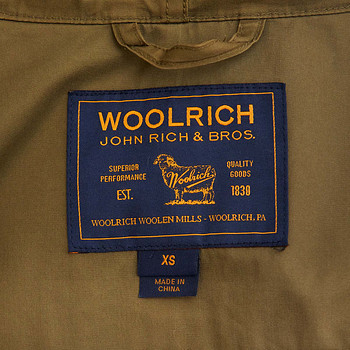 WOOLRICH
JOHN RICH & BROS.
SUPERIOR PERFORMANCE
QUALITY GOODS
Woolrich
EST.
1830
WOOLRICH WOOLEN MILLS - WOOLRICH, PA
XS
MADE IN
CHINA